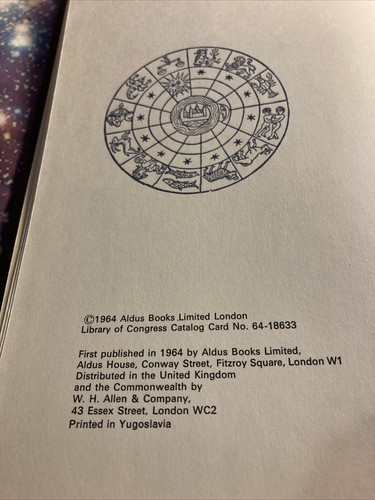 ©1964 Aldus Books Limited London
Library of Congress Catalog Card No. 64-18633
First published in 1964 by Aldus Books Limited,
Aldus House, Conway Street, Fitzroy Square, London W1
Distributed in the United Kingdom
and the Commonwealth by
W. H. Allen & Company,
43 Essex Street, London WC2
Printed in Yugoslavia